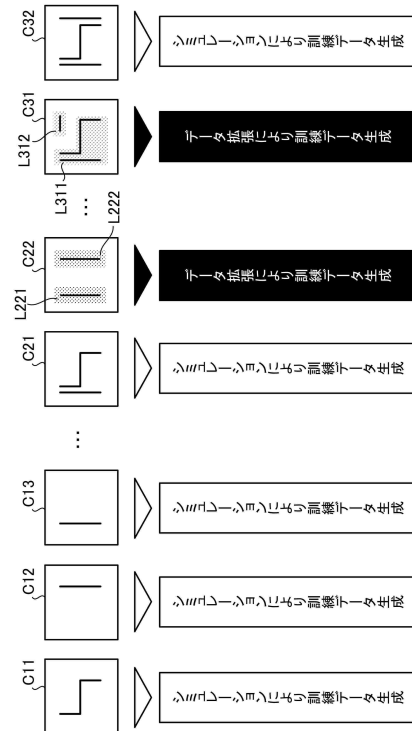 C11
シミュレーションにより訓練データ生成
C12
シミュレーションにより訓練データ生成
C13
シミュレーションにより訓練データ生成
…
C21
シミュレーションにより訓練データ生成
C22
L221
L222
データ拡張により訓練データ生成
…
C31
L311
L312
データ拡張により訓練データ生成
C32
シミュレーションにより訓練データ生成